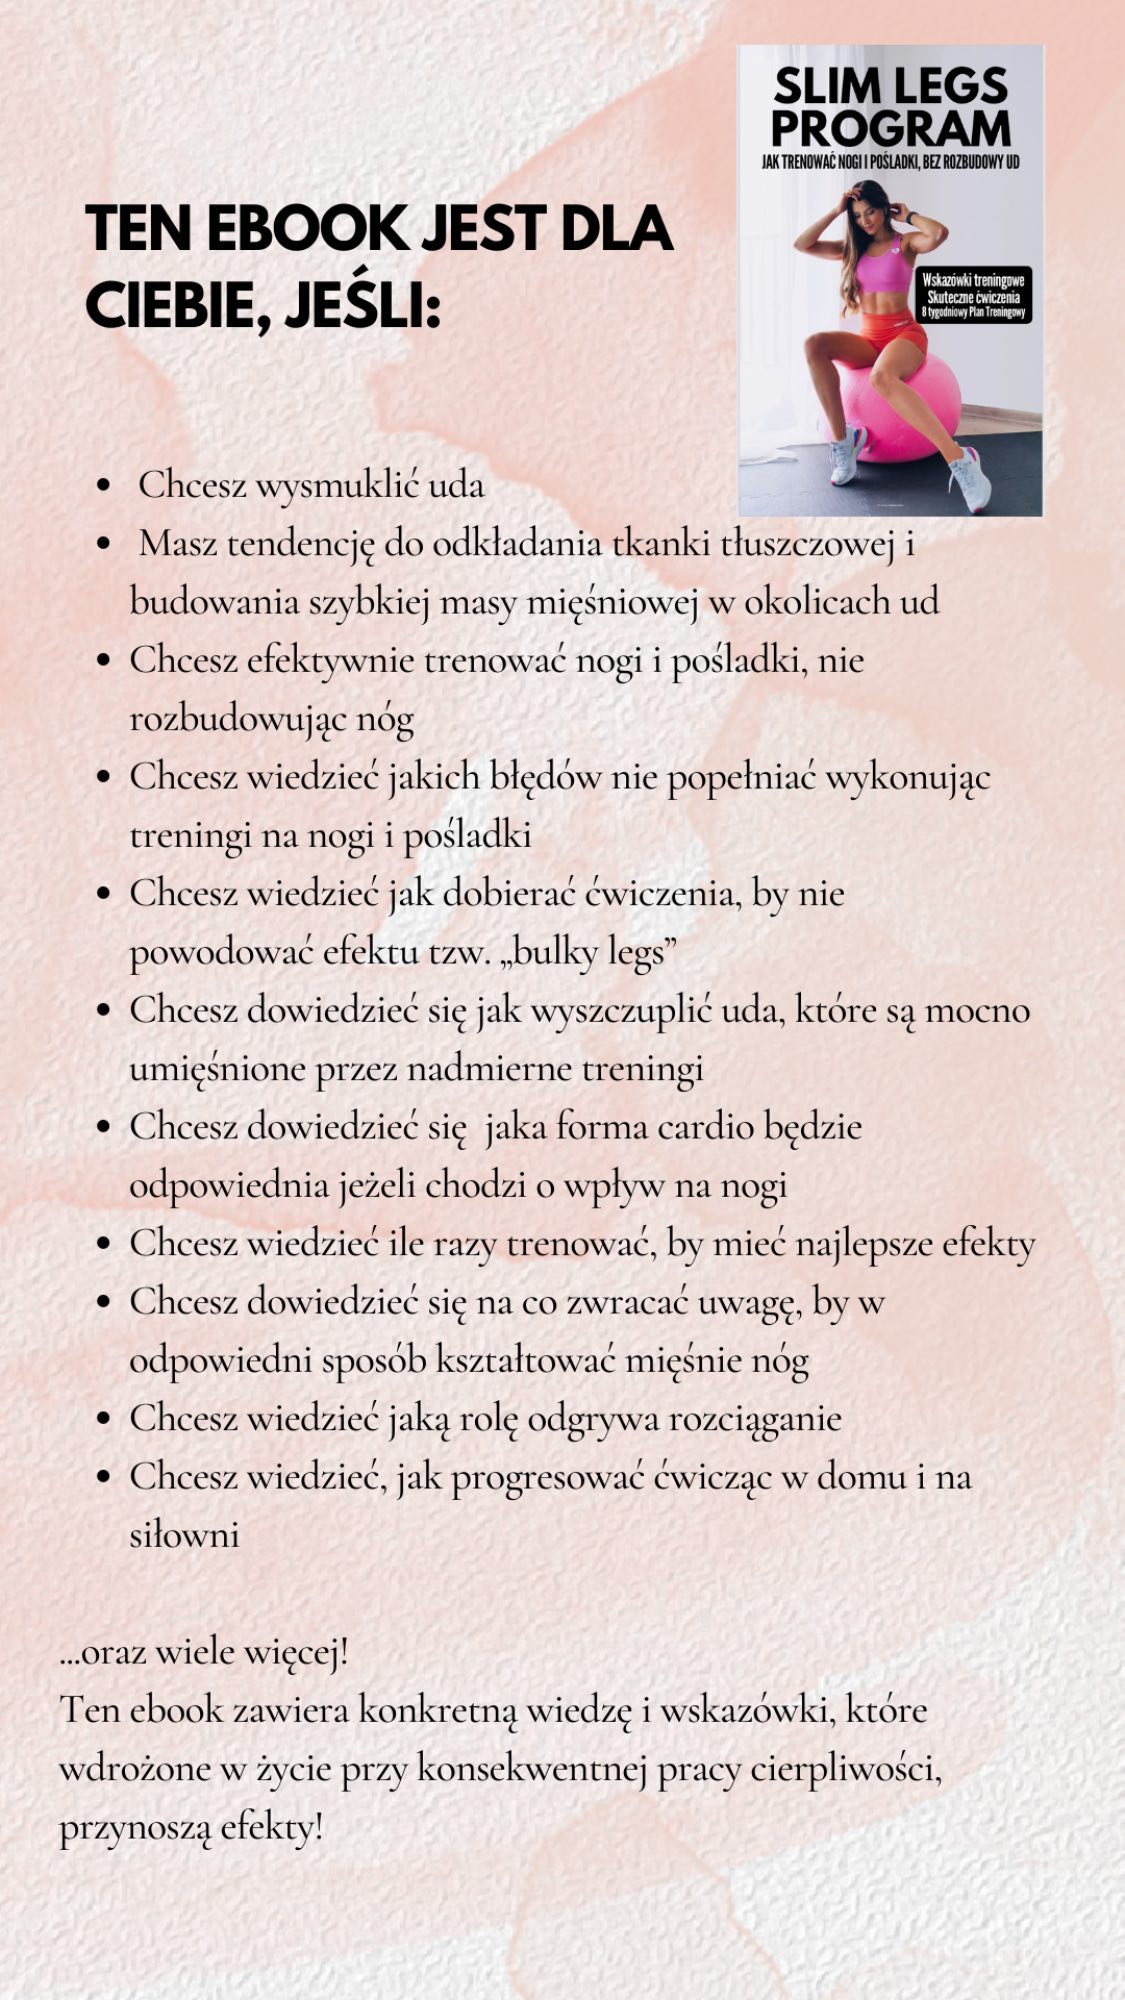 SLIM LEGS
PROGRAM
JAK TRENOWAĆ NOGI I POŚLADKI, BEZ ROZBUDOWY UD
Wskazówki treningowe
Skuteczne ćwiczenia
8 tygodniowy Plan Treningowy
TEN EBOOK JEST DLA
CIEBIE, JEŚLI:
• Chcesz wysmuklić uda
• Masz tendencję do odkładania tkanki tłuszczowej i
budowania szybkiej masy mięśniowej w okolicach ud
• Chcesz efektywnie trenować nogi i pośladki, nie
rozbudowując nóg
• Chcesz wiedzieć jakich błędów nie popełniać wykonując
treningi na nogi i pośladki
• Chcesz wiedzieć jak dobierać ćwiczenia, by nie
powodować efektu tzw. „bulky legs”
• Chcesz dowiedzieć się jak wyszczuplić uda, które są mocno
umięśnione przez nadmierne treningi
• Chcesz dowiedzieć się  jaka forma cardio będzie
odpowiednia jeżeli chodzi o wpływ na nogi
• Chcesz wiedzieć ile razy trenować, by mieć najlepsze efekty
• Chcesz dowiedzieć się na co zwracać uwagę, by w
odpowiedni sposób kształtować mięśnie nóg
• Chcesz wiedzieć jaką rolę odgrywa rozciąganie
• Chcesz wiedzieć, jak progresować ćwicząc w domu i na
siłowni
...oraz wiele więcej!
Ten ebook zawiera konkretną wiedzę i wskazówki, które
wdrożone w życie przy konsekwentnej pracy cierpliwości,
przynoszą efekty!